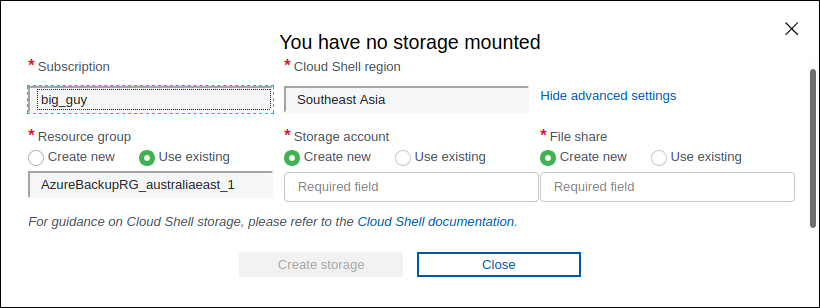 You have no storage mounted
* Subscription
big_guy
* Cloud Shell region
Southeast Asia
Hide advanced settings
* Resource group
Create new
Use existing
AzureBackupRG_australiaeast_1
* Storage account
Create new
Use existing
Required field
* File share
Create new
Use existing
Required field
For guidance on Cloud Shell storage, please refer to the Cloud Shell documentation.
Create storage
Close